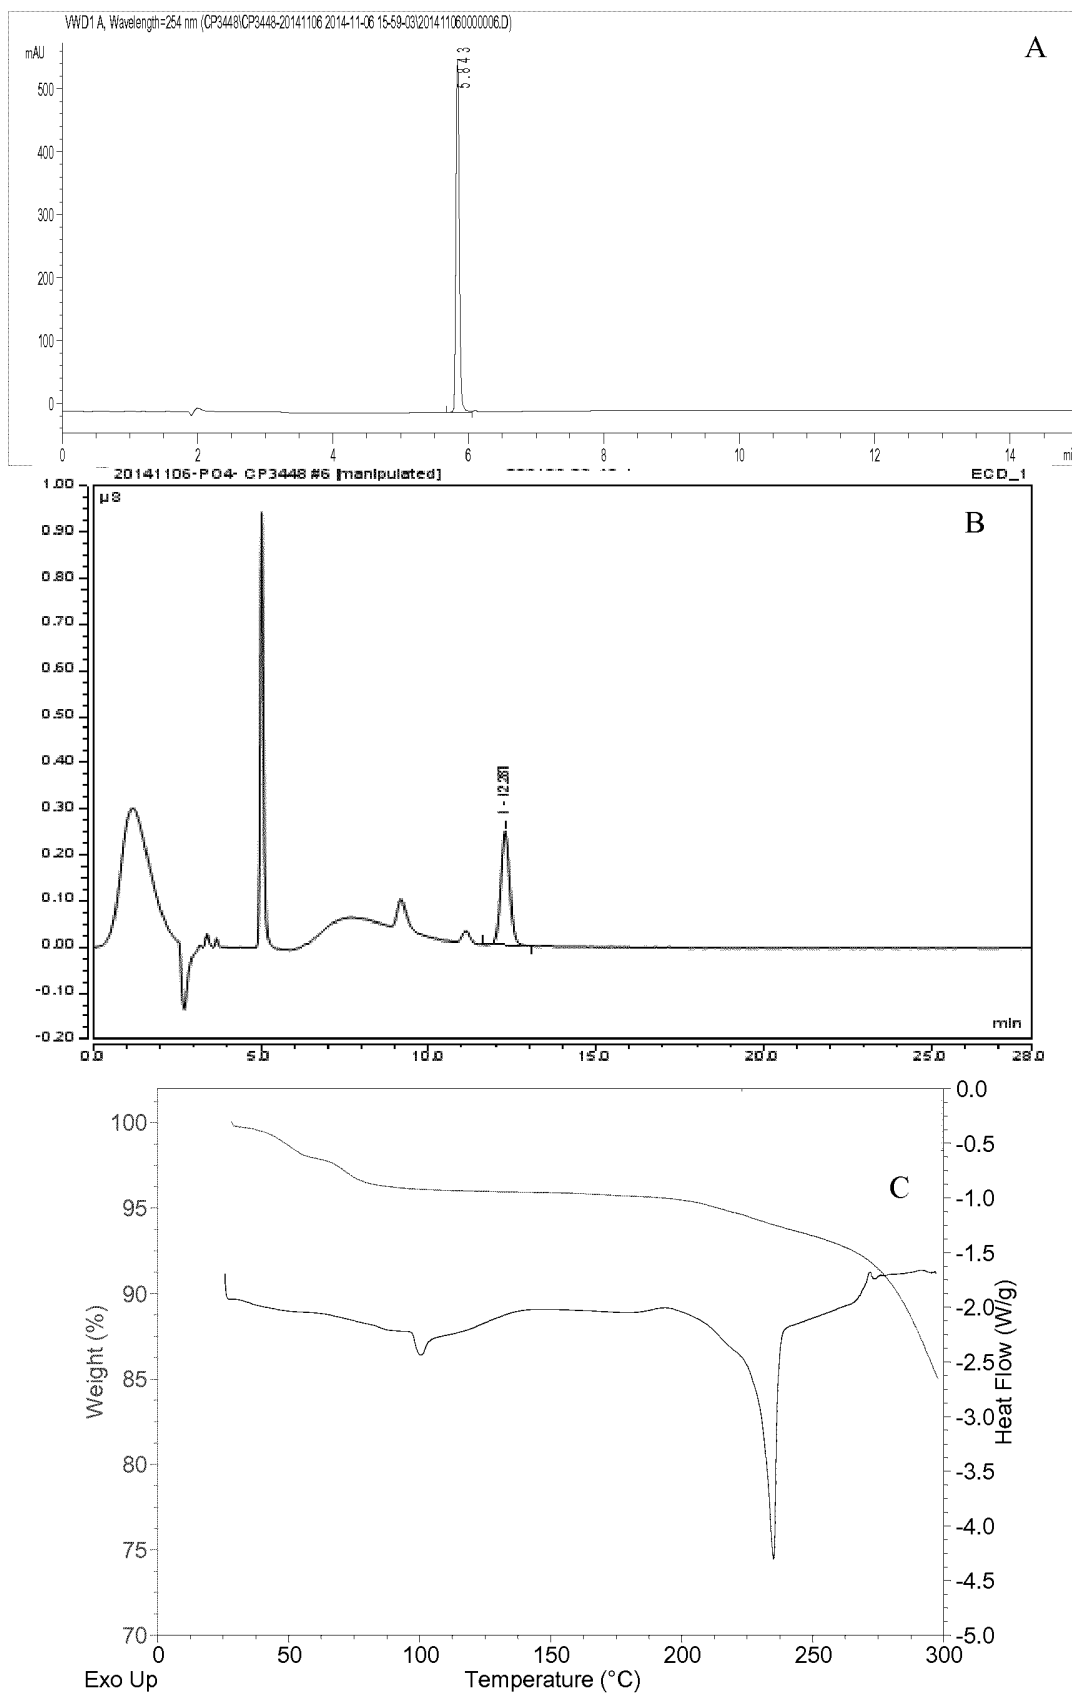 VWD1 A, Wavelength=254 nm (CP3448\CP3448-20141106 2014-11-06 15-59-03\201411060000006.D)
mAU
A
5.843
500
400
300
200
100
0
0 2 4 6 8 10 12 14 mi
20141106-PO4- CP3448 #6 [manipulated] ECD_1
1.00
µS
B
0.90
0.80
0.70
0.60
0.50
0.40
1 - 12.281
0.30
0.20
0.10
0.00
-0.10
-0.20
min
0.0 5.0 10.0 15.0 20.0 25.0 28.0
0.0
100
-0.5
-1.0
C
95
-1.5
90
-2.0
Weight (%)
Heat Flow (W/g)
85
-2.5
-3.0
80
-3.5
-4.0
75
-4.5
70
-5.0
0 50 100 150 200 250 300
Exo Up
Temperature (°C)